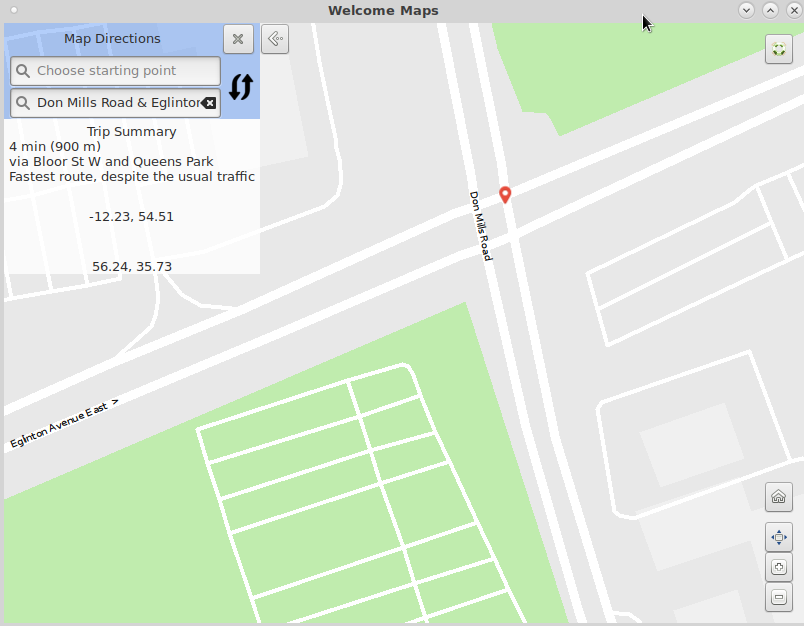 Welcome Maps
Map Directions
Choose starting point
Don Mills Road & Eglinton
Trip Summary
4 min (900 m)
via Bloor St W and Queens Park
Fastest route, despite the usual traffic
-12.23, 54.51
56.24, 35.73
Don Mills Road
Eglinton Avenue East >